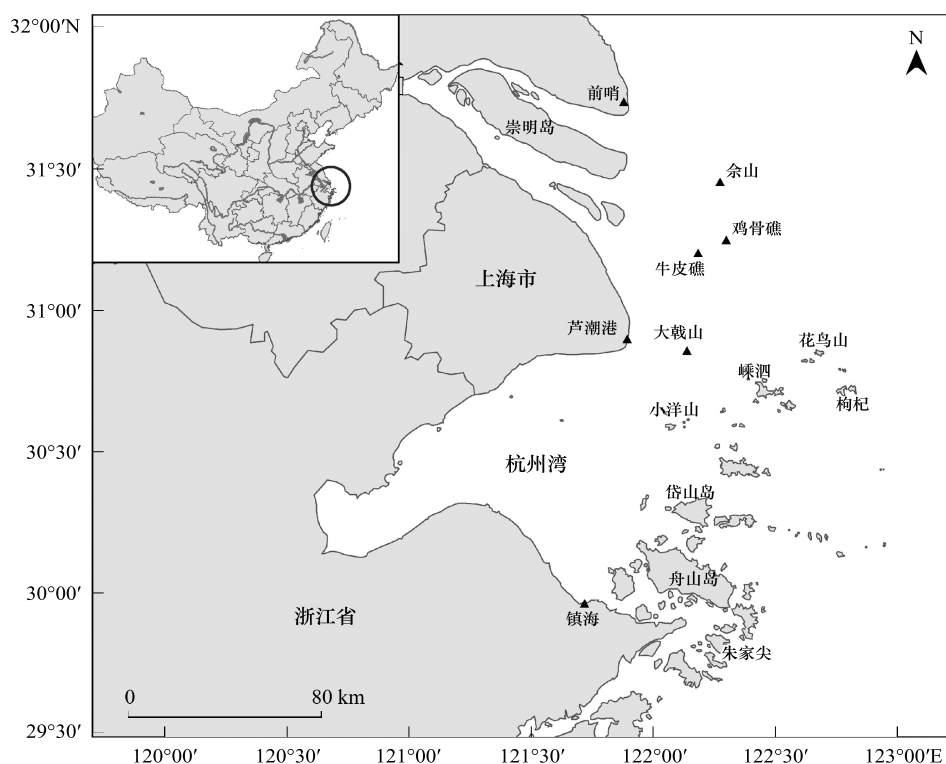 32°00′N
N
前哨
崇明岛
31°30′
佘山
鸡骨礁
牛皮礁
上海市
31°00′
芦潮港
大戢山
花鸟山
嵊泗
枸杞
小洋山
30°30′
杭州湾
岱山岛
舟山岛
30°00′
浙江省
镇海
朱家尖
0 80 km
29°30′
120°00′ 120°30′ 121°00′ 121°30′ 122°00′ 122°30′ 123°00′E